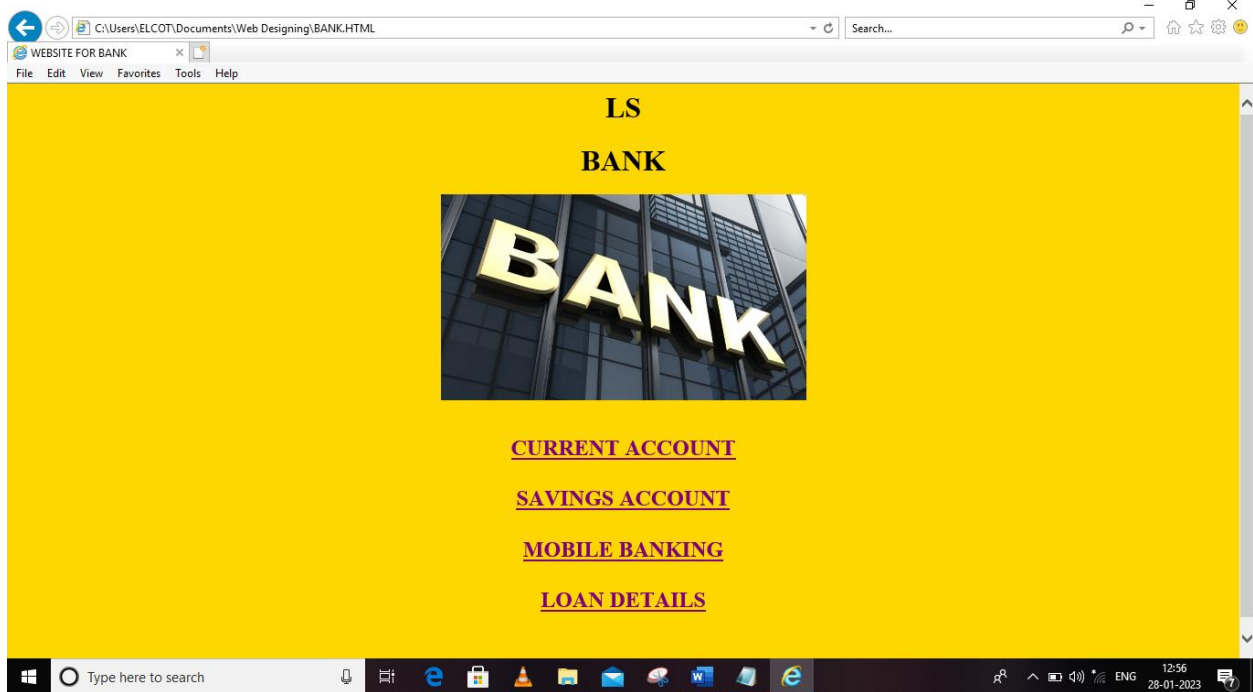 C:\Users\ELCOT\Documents\Web Designing\BANK.HTML
Search...
WEBSITE FOR BANK
File Edit View Favorites Tools Help
LS
BANK
BANK
CURRENT ACCOUNT
SAVINGS ACCOUNT
MOBILE BANKING
LOAN DETAILS
Type here to search
ENG
12:56
28-01-2023
7